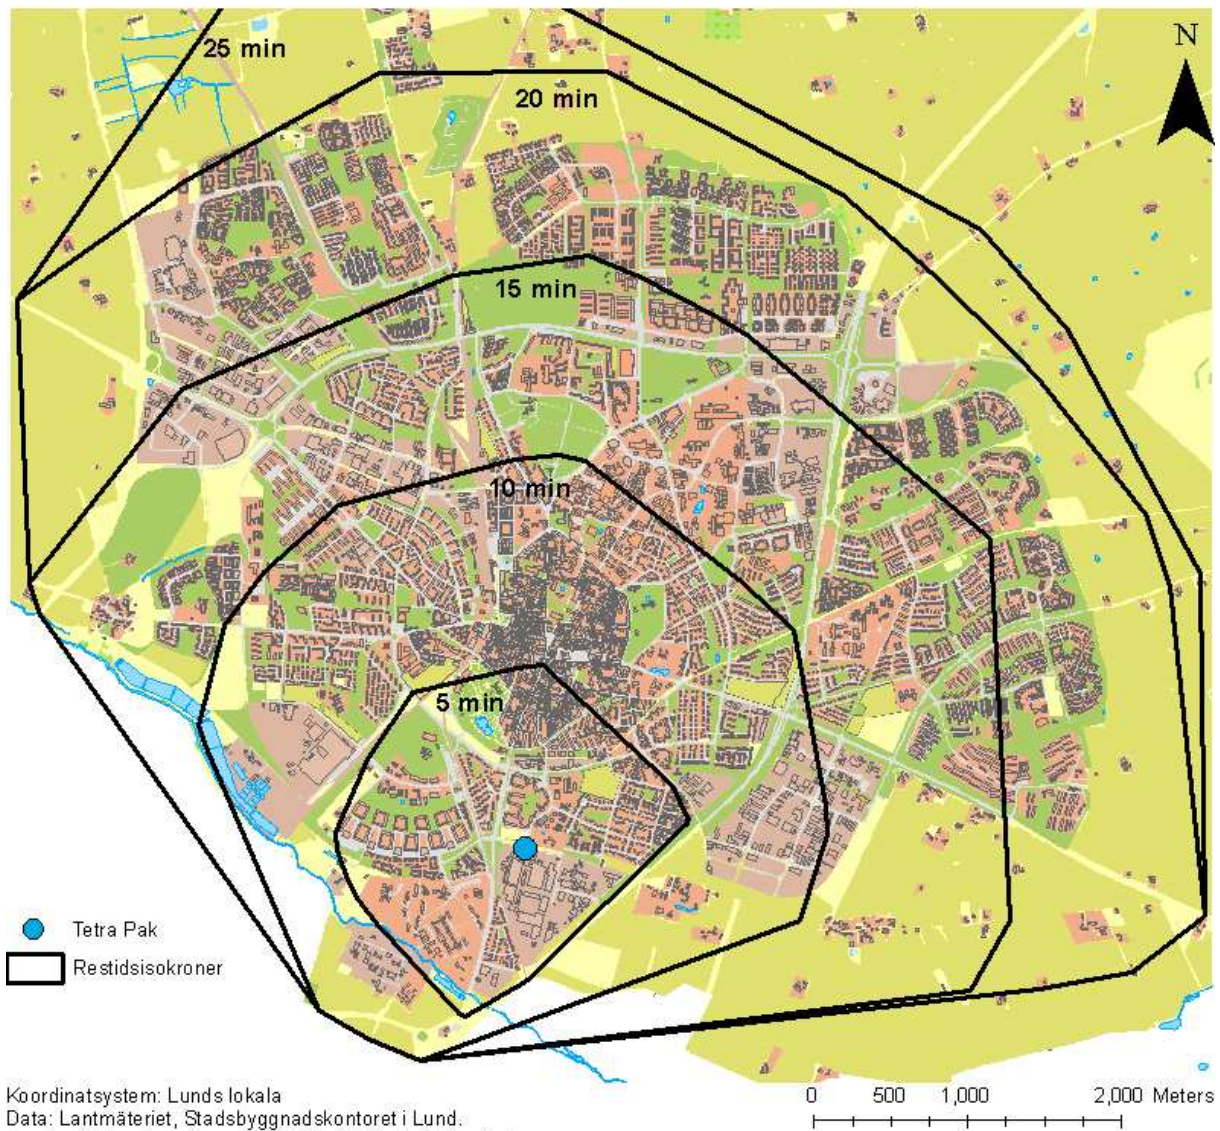 25 min
N
20 min
15 min
10 min
5 min
Tetra Pak
Restidsisokroner
Koordinatsystem: Lunds lokala
Data: Lantmäteriet, Stadsbyggnadskontoret i Lund.
0 500 1,000 2,000 Meters